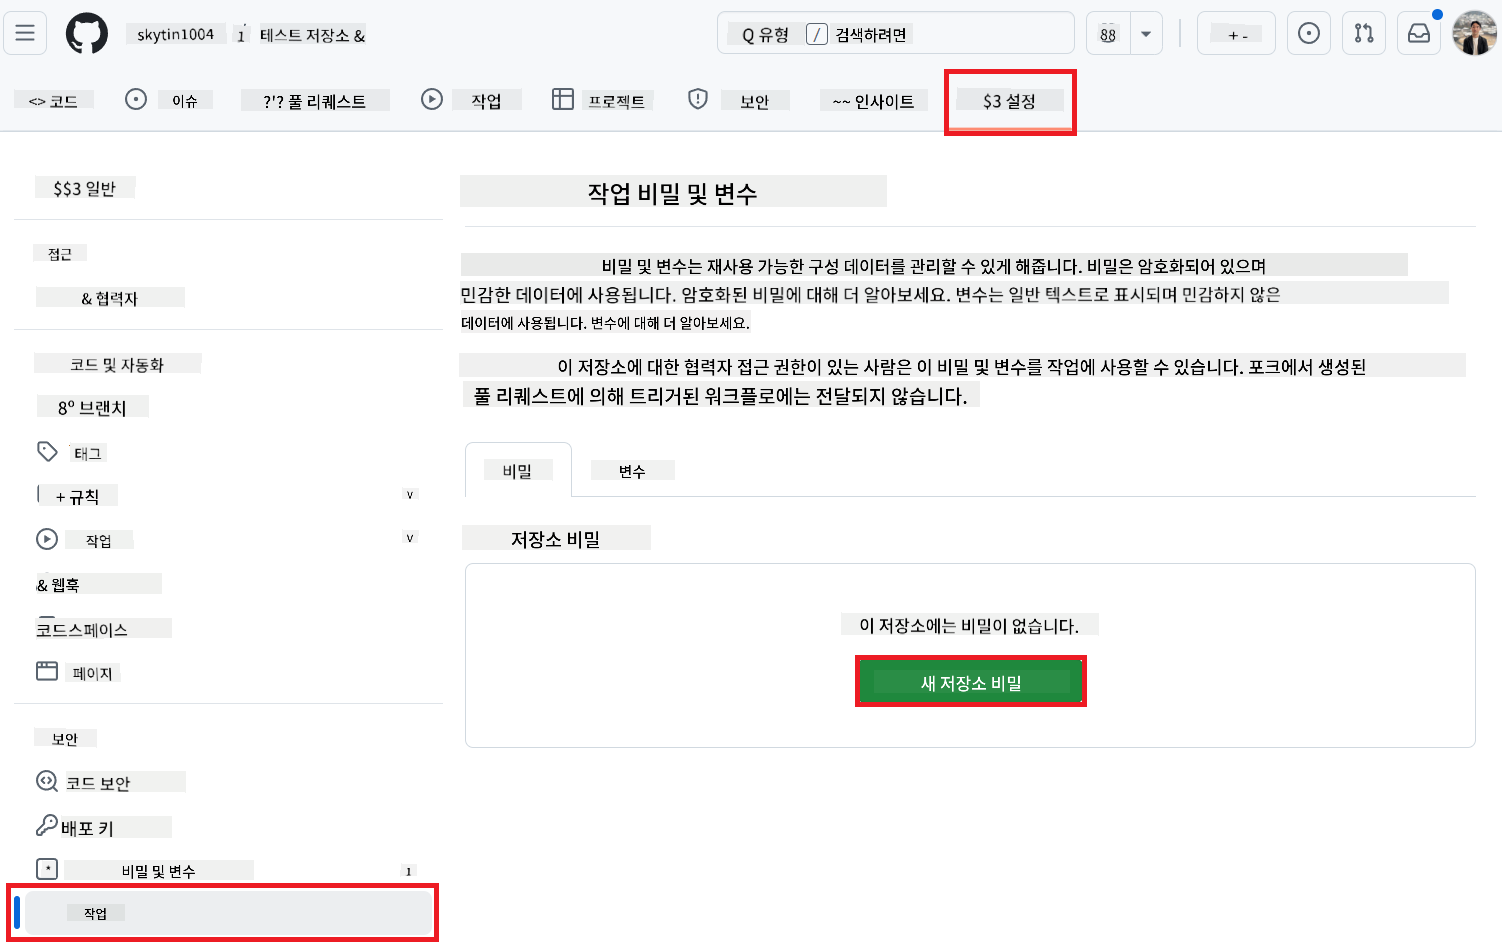 skytin1004
테스트 저장소 &
Q 유형 / 검색하려면
88
+ -
<> 코드
이슈
?'? 풀 리퀘스트
작업
프로젝트
보안
~~ 인사이트
$3 설정
$$3 일반
접근
& 협력자
코드 및 자동화
8º 브랜치
태그
+ 규칙
v
작업
v
& 웹훅
코드스페이스
페이지
보안
코드 보안
배포 키
비밀 및 변수
1
작업
작업 비밀 및 변수
비밀 및 변수는 재사용 가능한 구성 데이터를 관리할 수 있게 해줍니다. 비밀은 암호화되어 있으며
민감한 데이터에 사용됩니다. 암호화된 비밀에 대해 더 알아보세요. 변수는 일반 텍스트로 표시되며 민감하지 않은
데이터에 사용됩니다. 변수에 대해 더 알아보세요.
이 저장소에 대한 협력자 접근 권한이 있는 사람은 이 비밀 및 변수를 작업에 사용할 수 있습니다. 포크에서 생성된
풀 리퀘스트에 의해 트리거된 워크플로에는 전달되지 않습니다.
비밀
변수
저장소 비밀
이 저장소에는 비밀이 없습니다.
새 저장소 비밀